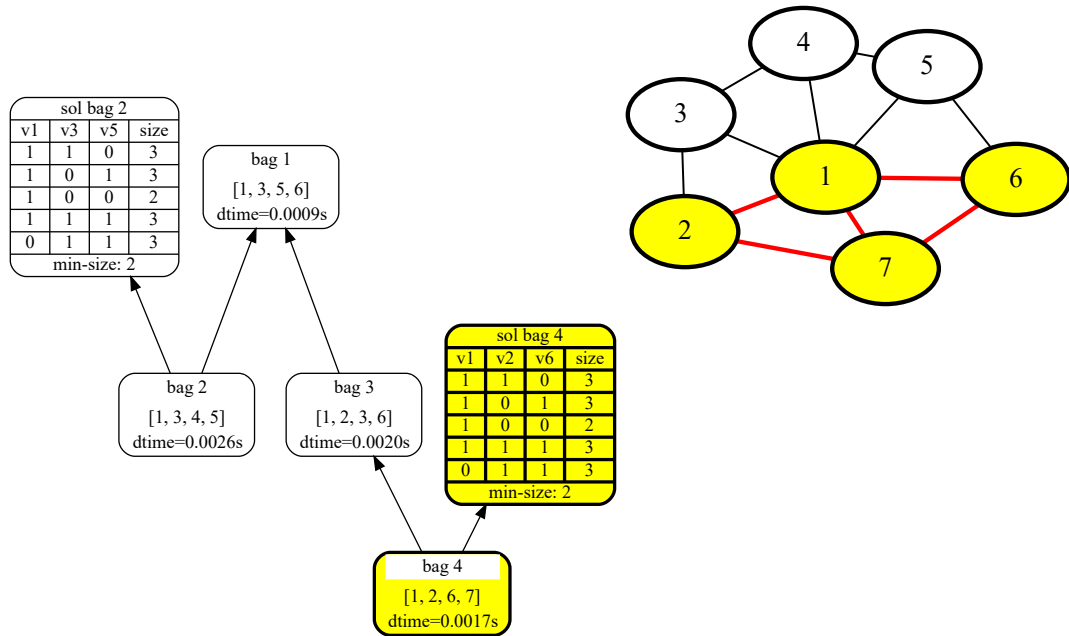 sol bag 2
v1 v3 v5 size
1 1 0 3
1 0 1 3
1 0 0 2
1 1 1 3
0 1 1 3
min-size: 2
bag 1
[1, 3, 5, 6]
dtime=0.0009s
bag 2
[1, 3, 4, 5]
dtime=0.0026s
bag 3
[1, 2, 3, 6]
dtime=0.0020s
sol bag 4
v1 v2 v6 size
1 1 0 3
1 0 1 3
1 0 0 2
1 1 1 3
0 1 1 3
min-size: 2
bag 4
[1, 2, 6, 7]
dtime=0.0017s
4
5
3
1
6
2
7